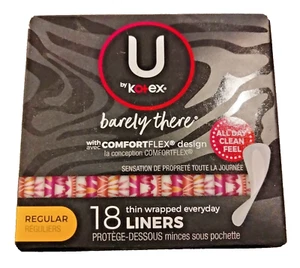 U
by Kotex®
barely there®
with COMFORTFLEX® design
avec la conception COMFORTFLEX®
ALL DAY
CLEAN
FEEL
SENSATION DE PROPRETÉ TOUTE LA JOURNÉE
REGULAR
RÉGULIERS
18 thin wrapped everyday
LINERS
PROTÈGE-DESSOUS minces sous pochette